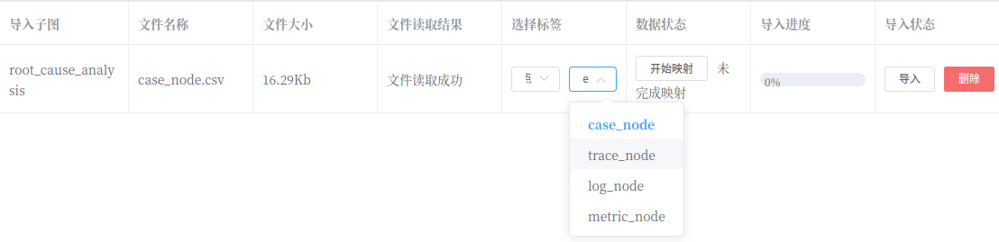 导入子图 文件名称 文件大小 文件读取结果 选择标签 数据状态 导入进度 导入状态
root_cause_analy
sis
case_node.csv
16.29Kb
文件读取成功
点
e
开始映射 未
完成映射
0%
导入
删除
case_node
trace_node
log_node
metric_node